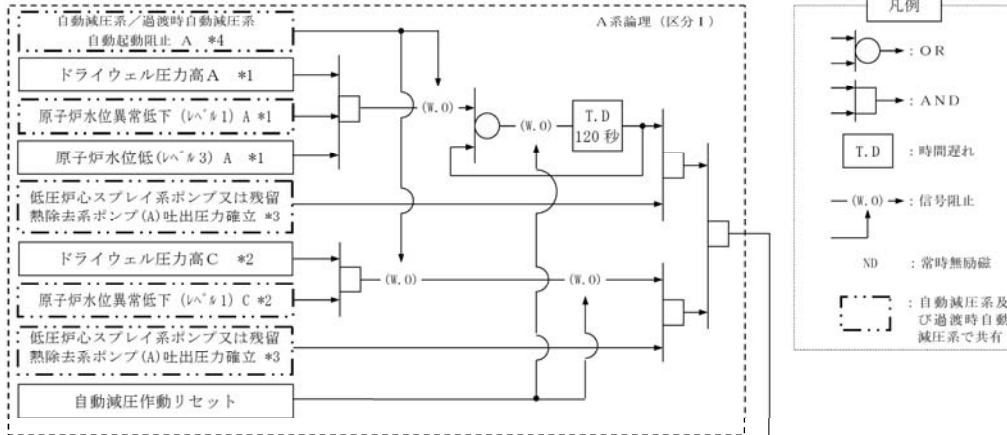 自動減圧系／過渡時自動減圧系
自動起動阻止 A *4
A系論理（区分Ⅰ）
ドライウェル圧力高A *1
原子炉水位異常低下（ﾚﾍﾞﾙ1）A *1
原子炉水位低(ﾚﾍﾞﾙ3) A *1
(W.O)
(W.O)
T.D
120秒
低圧炉心スプレイ系ポンプ又は残留
熱除去系ポンプ(A)吐出圧力確立 *3
ドライウェル圧力高C *2
原子炉水位異常低下（ﾚﾍﾞﾙ1）C *2
(W.O)
(W.O)
低圧炉心スプレイ系ポンプ又は残留
熱除去系ポンプ(A)吐出圧力確立 *3
自動減圧作動リセット
凡例
：OR
：AND
T.D ：時間遅れ
(W.O) ：信号阻止
ND ：常時無励磁
：自動減圧系及
び過渡時自動
減圧系で共有